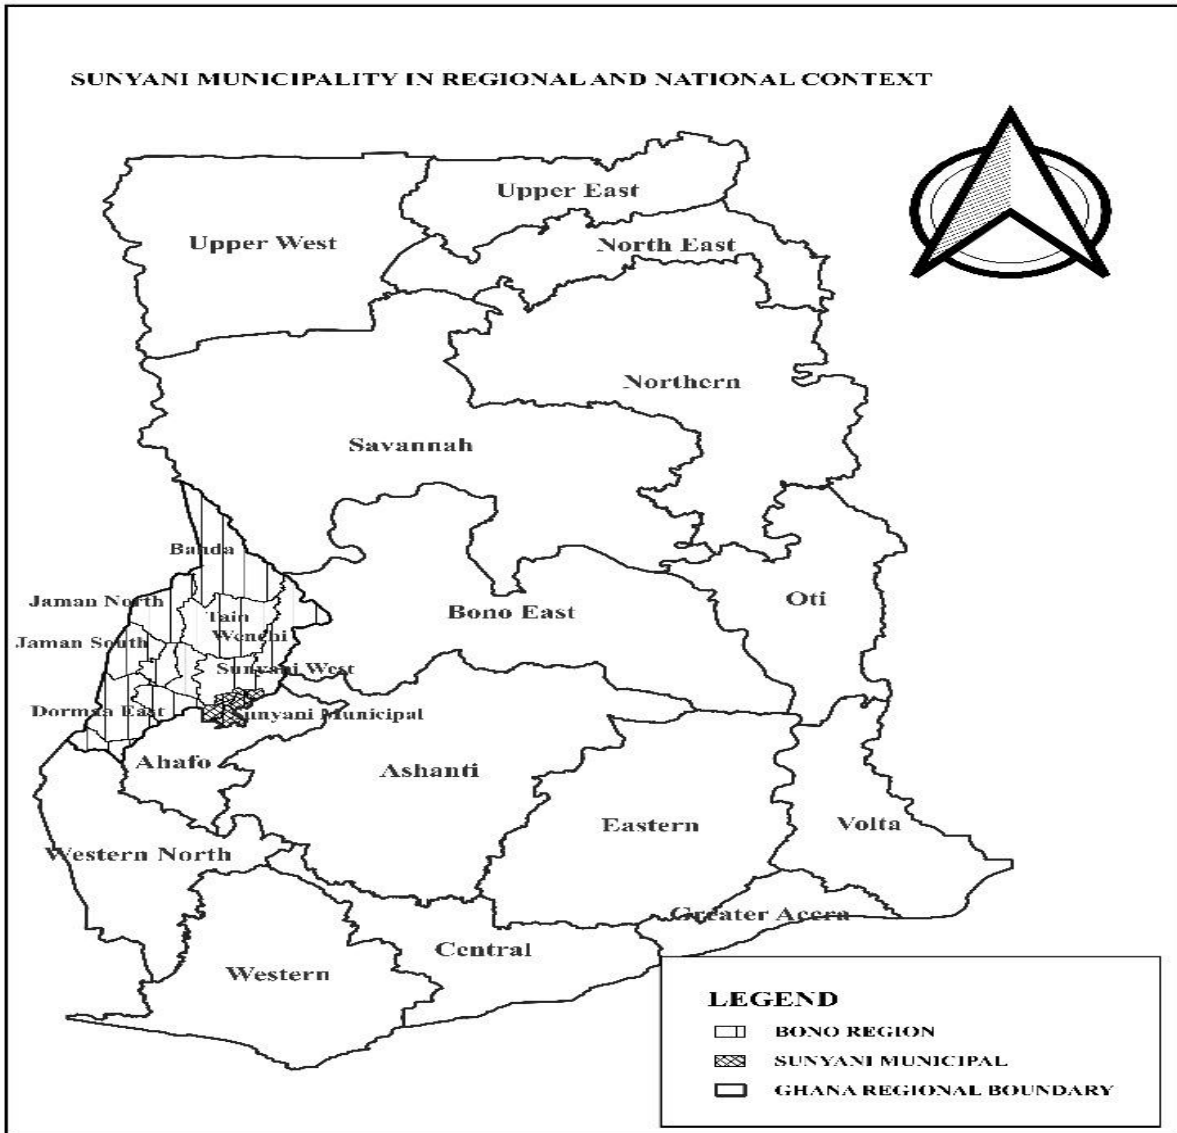 SUNYANI MUNICIPALITY IN REGIONAL AND NATIONAL CONTEXT
Upper East
Upper West
North East
Northern
Savannah
Banda
Jaman North
Oti
Bono East
Tain
Wenchi
Jaman South
Sunyani West
Dormaa East
Sunyani Municipal
Ahafo
Ashanti
Eastern
Volta
Western North
Greater Accra
Central
Western
LEGEND
BONO REGION
SUNYANI MUNICIPAL
GHANA REGIONAL BOUNDARY